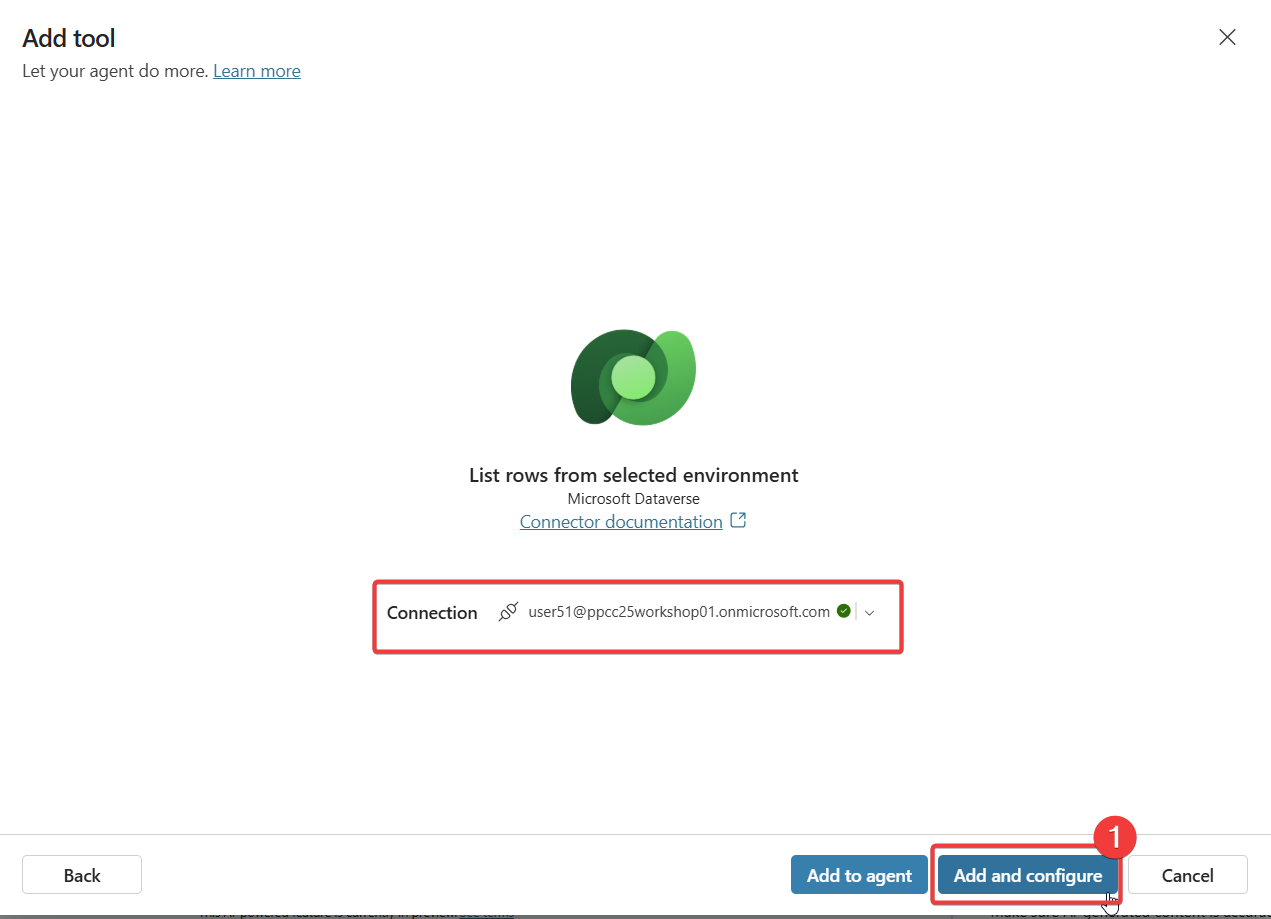 Add tool
Let your agent do more. Learn more
List rows from selected environment
Microsoft Dataverse
Connector documentation
Connection user51@ppcc25workshop01.onmicrosoft.com
1
Back Add to agent Add and configure Cancel